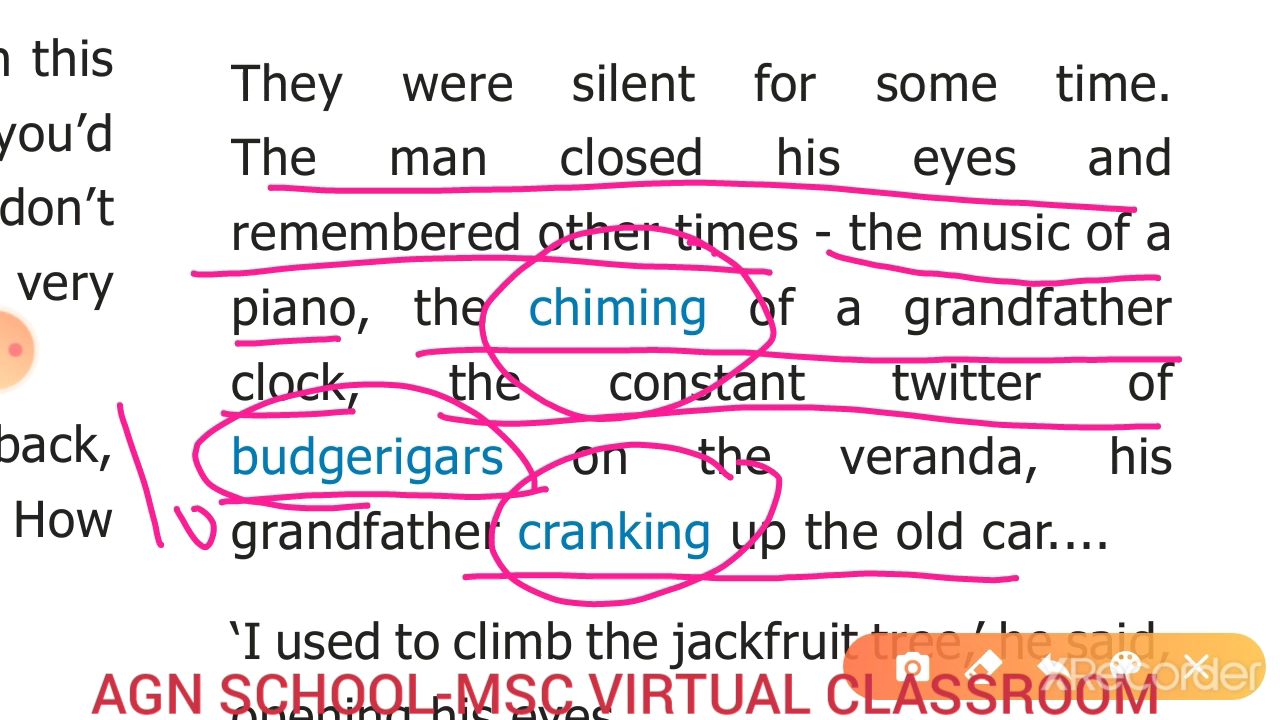 n this
you’d
don’t
very
back,
How
They were silent for some time.
The man closed his eyes and
remembered other times - the music of a
piano, the chiming of a grandfather
clock, the constant twitter of
budgerigars on the veranda, his
grandfather cranking up the old car....
‘I used to climb the jackfruit tree,’ he said,
opening his eyes
AGN SCHOOL-MSC VIRTUAL CLASSROOM
XRecorder